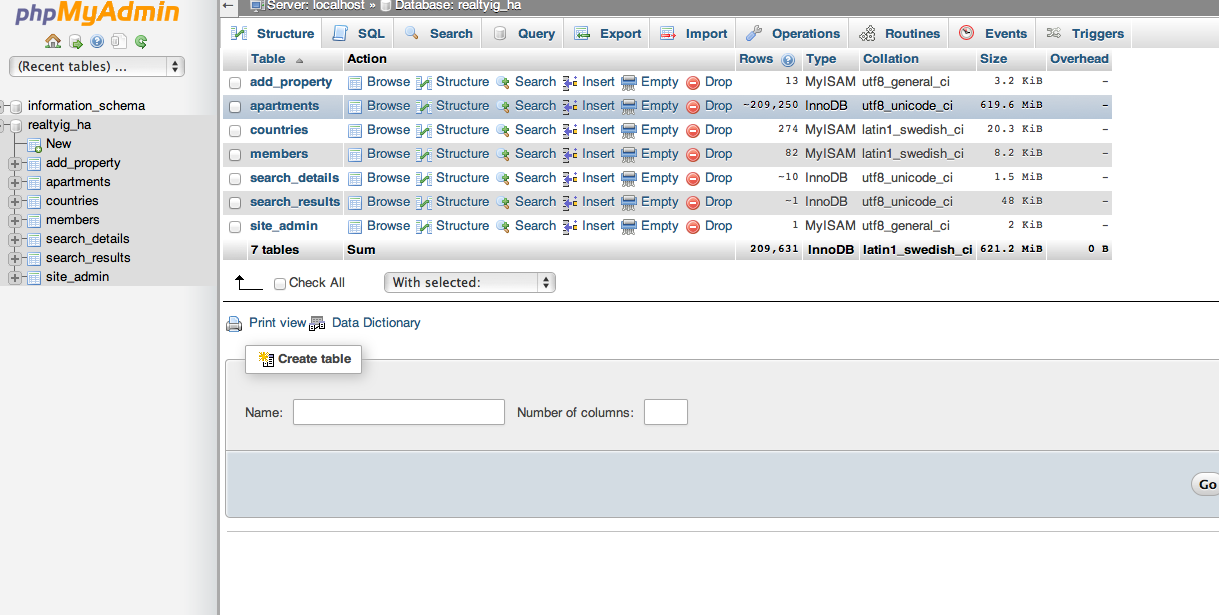 phpMyAdmin
(Recent tables) ...
information_schema
realtyig_ha
New
add_property
apartments
countries
members
search_details
search_results
site_admin
Server: localhost » Database: realtyig_ha
Structure SQL Search Query Export Import Operations Routines Events Triggers
Table Action Rows Type Collation Size Overhead
add_property Browse Structure Search Insert Empty Drop 13 MyISAM utf8_general_ci 3.2 KiB –
apartments Browse Structure Search Insert Empty Drop ~209,250 InnoDB utf8_unicode_ci 619.6 MiB –
countries Browse Structure Search Insert Empty Drop 274 MyISAM latin1_swedish_ci 20.3 KiB –
members Browse Structure Search Insert Empty Drop 82 MyISAM latin1_swedish_ci 8.2 KiB –
search_details Browse Structure Search Insert Empty Drop ~10 InnoDB utf8_unicode_ci 1.5 MiB –
search_results Browse Structure Search Insert Empty Drop ~1 InnoDB utf8_unicode_ci 48 KiB –
site_admin Browse Structure Search Insert Empty Drop 1 MyISAM utf8_general_ci 2 KiB –
7 tables Sum 209,631 InnoDB latin1_swedish_ci 621.2 MiB 0 B
Check All With selected:
Print view Data Dictionary
Create table
Name: Number of columns:
Go